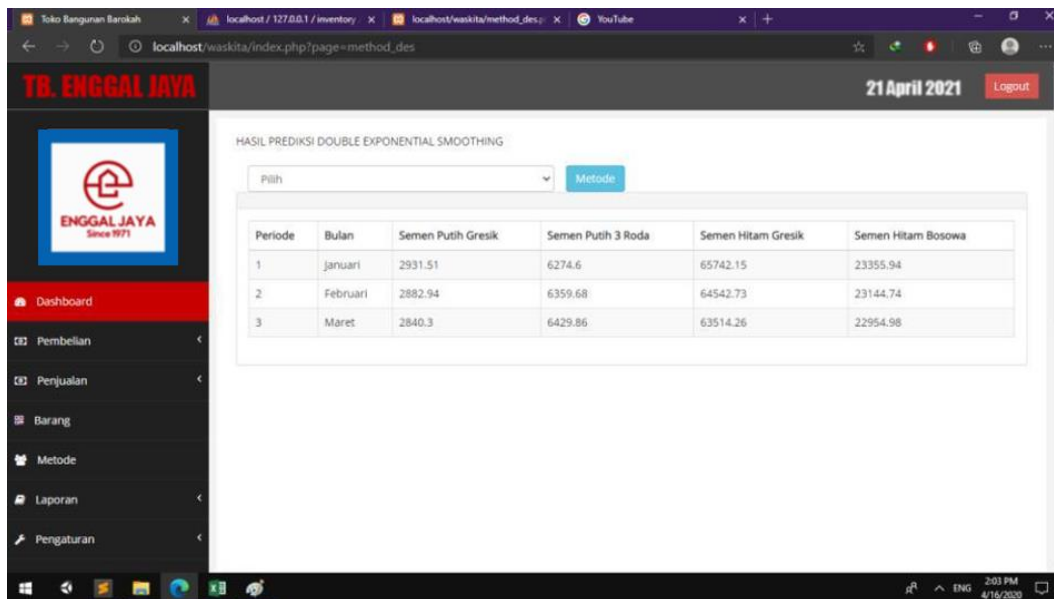 Toko Bangunan Barokah
localhost / 127.0.0.1 / inventory
localhost/waskita/method_des.p
YouTube
localhost/waskita/index.php?page=method_des
TB. ENGGAL JAYA
21 April 2021
Logout
ENGGAL JAYA
Since 1971
HASIL PREDIKSI DOUBLE EXPONENTIAL SMOOTHING
Pilih
Metode
Periode Bulan Semen Putih Gresik Semen Putih 3 Roda Semen Hitam Gresik Semen Hitam Bosowa
1 Januari 2931.51 6274.6 65742.15 23355.94
2 Februari 2882.94 6359.68 64542.73 23144.74
3 Maret 2840.3 6429.86 63514.26 22954.98
Dashboard
Pembelian
Penjualan
Barang
Metode
Laporan
Pengaturan
ENG
2:03 PM
4/16/2020